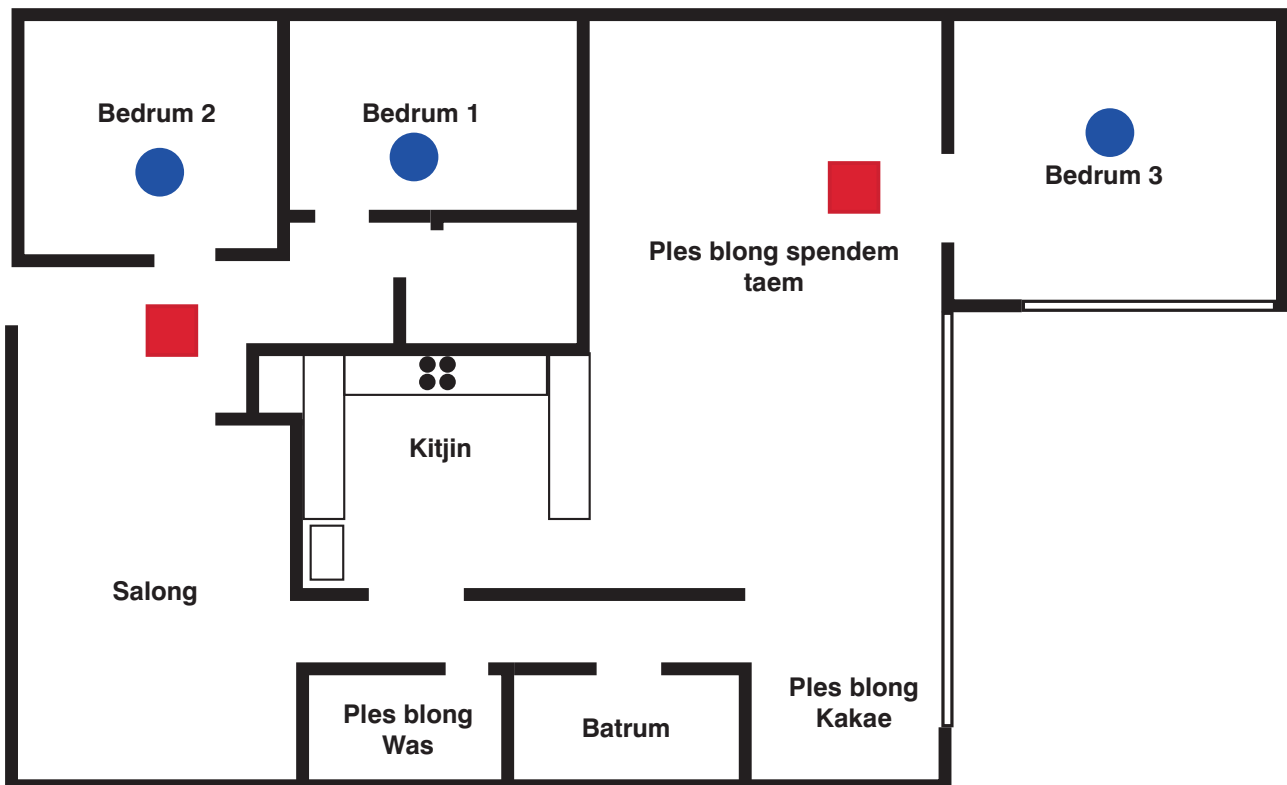 Bedrum 2
Bedrum 1
Bedrum 3
Ples blong spendem
taem
Kitjin
Salong
Ples blong
Kakae
Ples blong
Was
Batrum